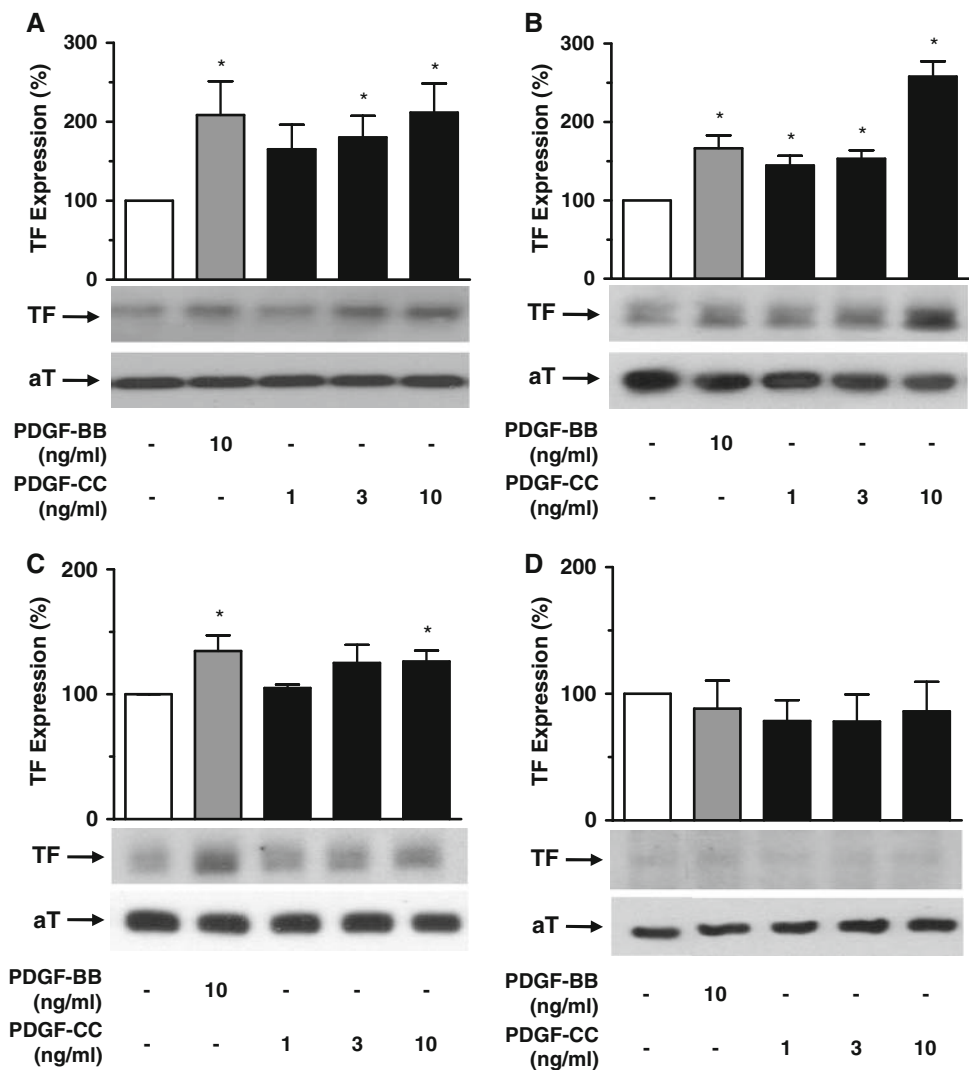 A
300
*
*
*
200
100
0
TF Expression (%)
TF
aT
PDGF-BB
(ng/ml)
- 10 - - -
PDGF-CC
(ng/ml)
- - 1 3 10
B
300
*
*
*
*
200
100
0
TF Expression (%)
TF
aT
PDGF-BB
(ng/ml)
- 10 - - -
PDGF-CC
(ng/ml)
- - 1 3 10
C
200
*
*
100
0
TF Expression (%)
TF
aT
PDGF-BB
(ng/ml)
- 10 - - -
PDGF-CC
(ng/ml)
- - 1 3 10
D
200
100
0
TF Expression (%)
TF
aT
PDGF-BB
(ng/ml)
- 10 - - -
PDGF-CC
(ng/ml)
- - 1 3 10